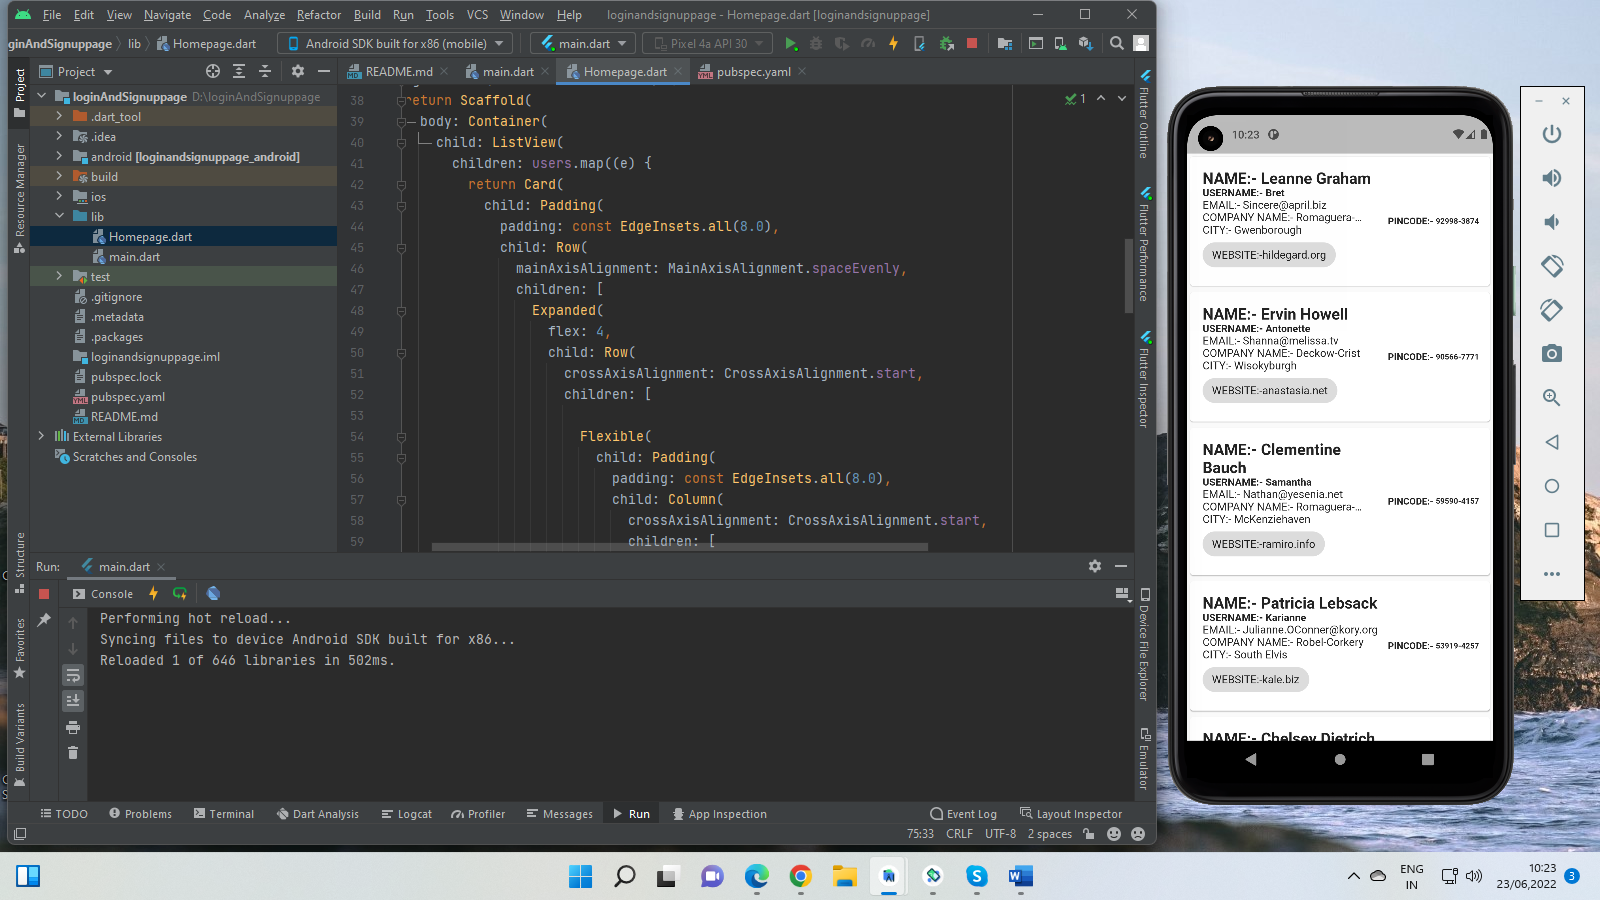 File Edit View Navigate Code Analyze Refactor Build Run Tools VCS Window Help loginandsignuppage - Homepage.dart [loginandsignuppage]
ginAndSignuppage lib Homepage.dart Android SDK built for x86 (mobile) main.dart Pixel 4a API 30
Project README.md main.dart Homepage.dart pubspec.yaml
Project
Resource Manager
Structure
Favorites
Build Variants
loginAndSignuppage D:\loginAndSignuppage
.dart_tool
.idea
android [loginandsignuppage_android]
build
ios
lib
Homepage.dart
main.dart
test
.gitignore
.metadata
.packages
loginandsignuppage.iml
pubspec.lock
pubspec.yaml
README.md
External Libraries
Scratches and Consoles
1
38 return Scaffold(
39 body: Container(
40 child: ListView(
41 children: users.map((e) {
42 return Card(
43 child: Padding(
44 padding: const EdgeInsets.all(8.0),
45 child: Row(
46 mainAxisAlignment: MainAxisAlignment.spaceEvenly,
47 children: [
48 Expanded(
49 flex: 4,
50 child: Row(
51 crossAxisAlignment: CrossAxisAlignment.start,
52 children: [
53
54 Flexible(
55 child: Padding(
56 padding: const EdgeInsets.all(8.0),
57 child: Column(
58 crossAxisAlignment: CrossAxisAlignment.start,
59 children: [
Flutter Outline
Flutter Performance
Flutter Inspector
Device File Explorer
Emulator
Run: main.dart
Console
Performing hot reload...
Syncing files to device Android SDK built for x86...
Reloaded 1 of 646 libraries in 502ms.
TODO Problems Terminal Dart Analysis Logcat Profiler Messages Run App Inspection Event Log Layout Inspector
75:33 CRLF UTF-8 2 spaces
10:23
NAME:- Leanne Graham
USERNAME:- Bret
EMAIL:- Sincere@april.biz
COMPANY NAME:- Romaguera-...
CITY:- Gwenborough
PINCODE:- 92998-3874
WEBSITE:-hildegard.org
NAME:- Ervin Howell
USERNAME:- Antonette
EMAIL:- Shanna@melissa.tv
COMPANY NAME:- Deckow-Crist
CITY:- Wisokyburgh
PINCODE:- 90566-7771
WEBSITE:-anastasia.net
NAME:- Clementine
Bauch
USERNAME:- Samantha
EMAIL:- Nathan@yesenia.net
COMPANY NAME:- Romaguera-...
CITY:- McKenziehaven
PINCODE:- 59590-4157
WEBSITE:-ramiro.info
NAME:- Patricia Lebsack
USERNAME:- Karianne
EMAIL:- Julianne.OConner@kory.org
COMPANY NAME:- Robel-Corkery
CITY:- South Elvis
PINCODE:- 53919-4257
WEBSITE:-kale.biz
NAME:- Chelsey Dietrich
ENG
IN
10:23
23/06,2022
3